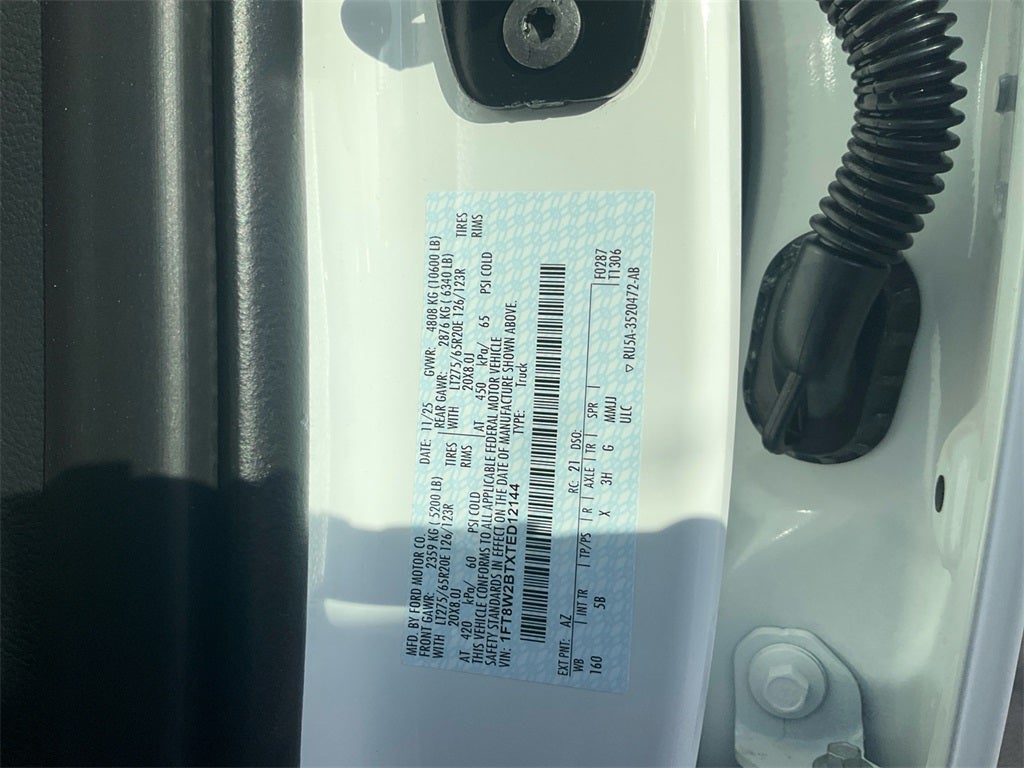 MFD. BY FORD MOTOR CO.
DATE: 11/25 GVWR: 4808 KG (10600 LB)
FRONT GAWR: 2359 KG ( 5200 LB) REAR GAWR: 2876 KG ( 6340 LB)
WITH LT275/65R20E 126/123R TIRES WITH LT275/65R20E 126/123R TIRES
20X8.0J RIMS 20X8.0J RIMS
AT 420 kPa/ 60 PSI COLD AT 450 kPa/ 65 PSI COLD
THIS VEHICLE CONFORMS TO ALL APPLICABLE FEDERAL MOTOR VEHICLE
SAFETY STANDARDS IN EFFECT ON THE DATE OF MANUFACTURE SHOWN ABOVE.
VIN: 1FT8W2BTXTED12144 TYPE: Truck
EXT PNT: AZ RC: 21 DSO: F0287
WB INT TR TP/PS R AXLE TR SPR T1306
160 5B X 3H G MMJJ
ULC ▽ RU5A-3520472-AB